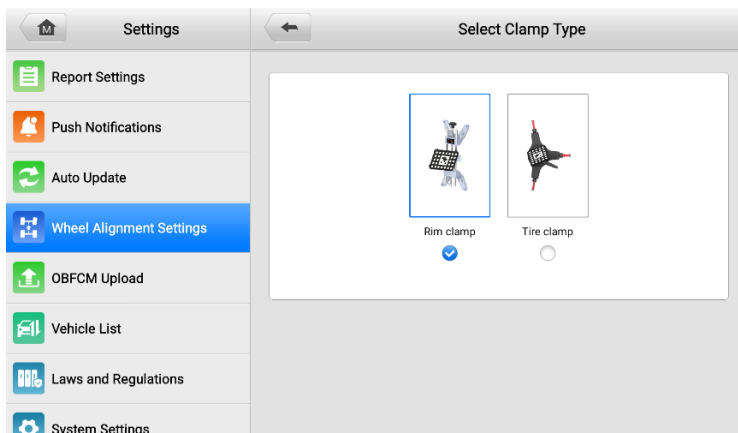 M
Settings
Select Clamp Type
Report Settings
Push Notifications
Auto Update
Wheel Alignment Settings
OBFCM Upload
Vehicle List
Laws and Regulations
System Settings
Rim clamp
Tire clamp